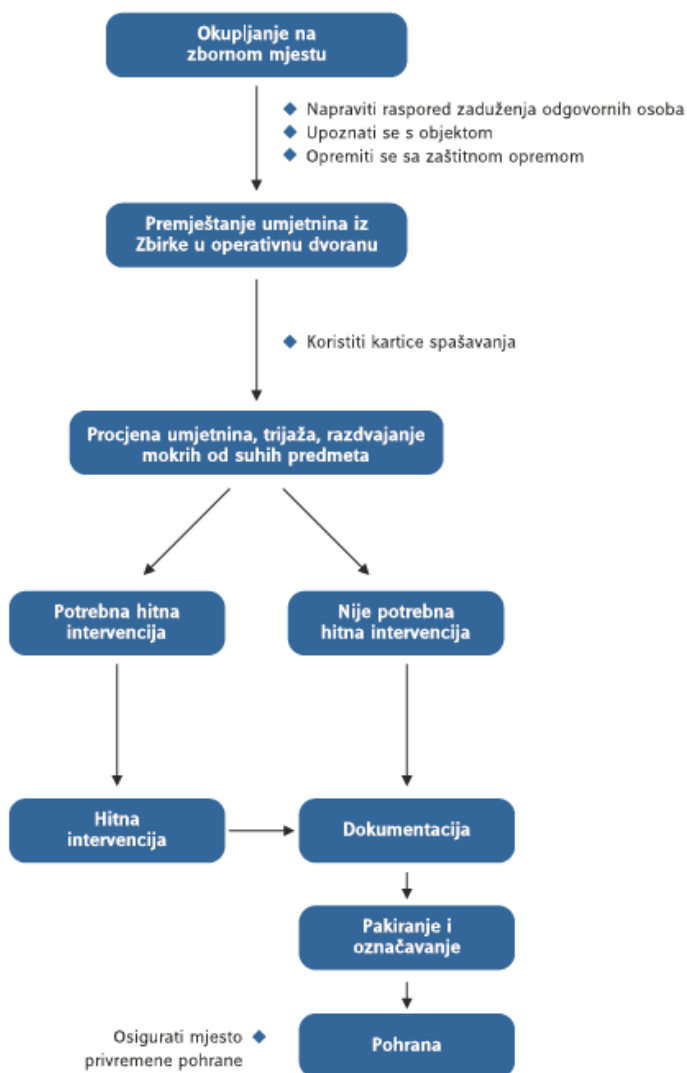 Okupljanje na
zbornom mjestu
◆ Napraviti raspored zaduženja odgovornih osoba
◆ Upoznati se s objektom
◆ Opremiti se sa zaštitnom opremom
Premještanje umjetnina iz
Zbirke u operativnu dvoranu
◆ Koristiti kartice spašavanja
Procjena umjetnina, trijaža, razdvajanje
mokrih od suhih predmeta
Potrebna hitna
intervencija
Nije potrebna
hitna intervencija
Hitna
intervencija
Dokumentacija
Pakiranje i
označavanje
Osigurati mjesto ◆
privremene pohrane
Pohrana